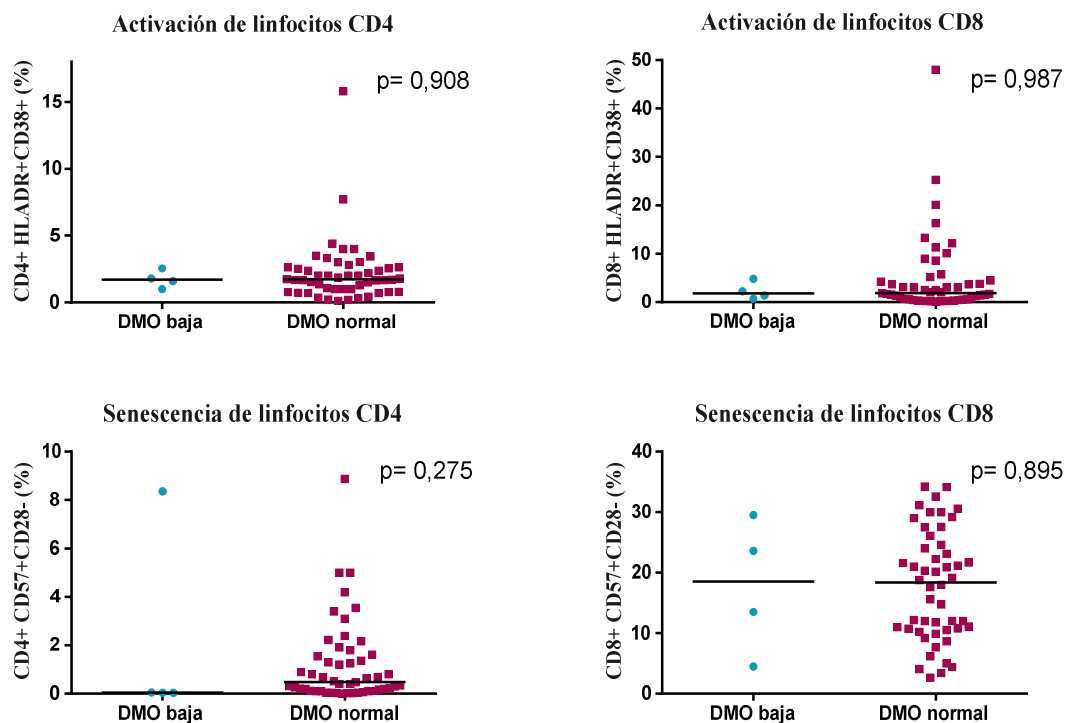 Activación de linfocitos CD4
CD4+ HLADR+CD38+ (%)
15
10
5
0
p= 0,908
DMO baja
DMO normal
Activación de linfocitos CD8
CD8+ HLADR+CD38+ (%)
50
40
30
20
10
0
p= 0,987
DMO baja
DMO normal
Senescencia de linfocitos CD4
CD4+ CD57+CD28- (%)
10
8
6
4
2
0
p= 0,275
DMO baja
DMO normal
Senescencia de linfocitos CD8
CD8+ CD57+CD28- (%)
40
30
20
10
0
p= 0,895
DMO baja
DMO normal